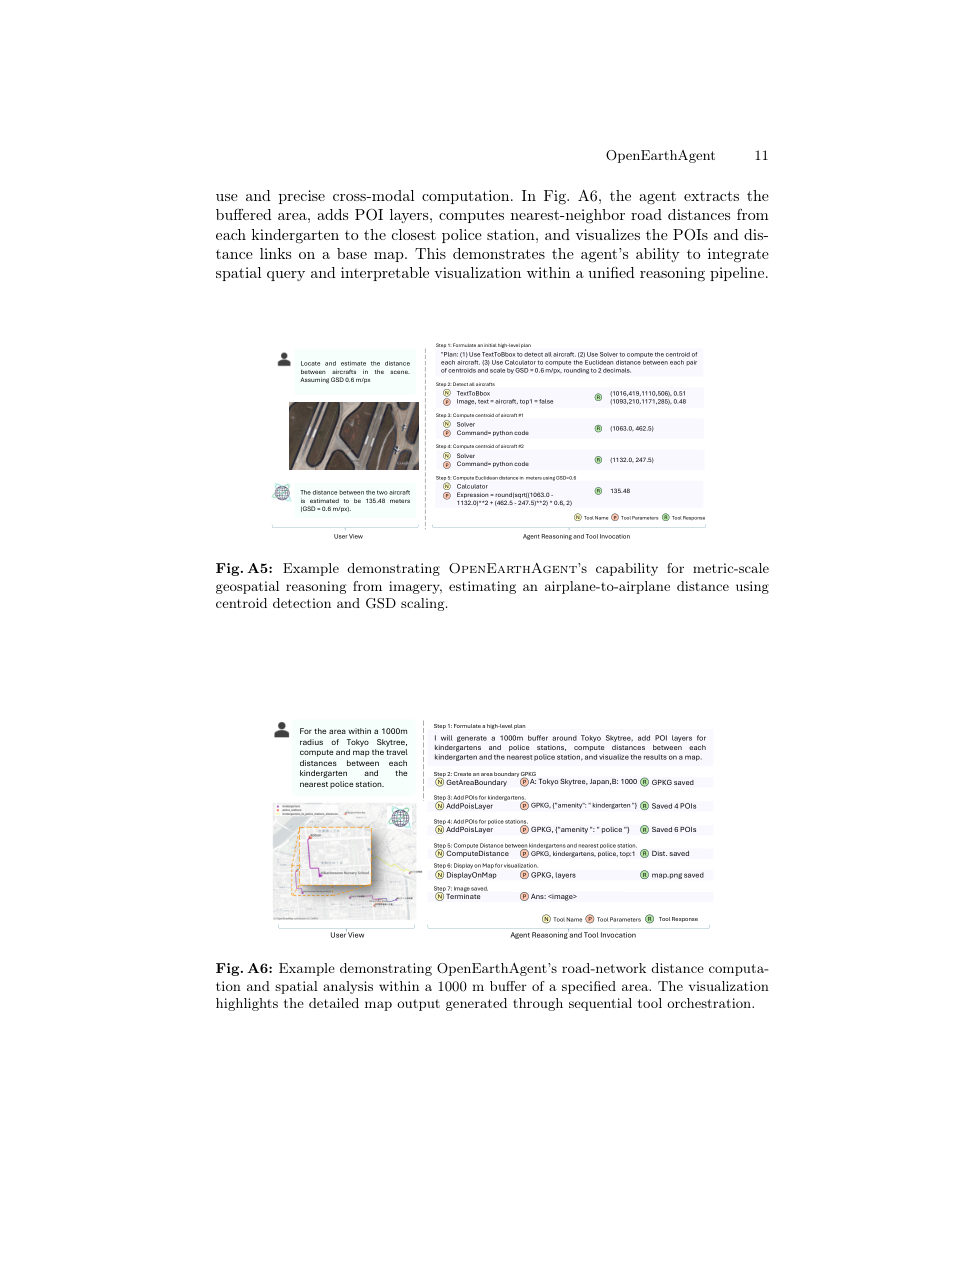 OpenEarthAgent 11
use and precise cross-modal computation. In Fig. A6, the agent extracts the
buffered area, adds POI layers, computes nearest-neighbor road distances from
each kindergarten to the closest police station, and visualizes the POIs and dis-
tance links on a base map. This demonstrates the agent's ability to integrate
spatial query and interpretable visualization within a unified reasoning pipeline.
Locate and estimate the distance
between aircrafts in the scene.
Assuming GSD 0.6 m/px
The distance between the two aircraft
is estimated to be 135.48 meters
(GSD = 0.6 m/px).
User View
Step 1: Formulate an initial high-level plan
"Plan: (1) Use TextToBbox to detect all aircraft. (2) Use Solver to compute the centroid of
each aircraft. (3) Use Calculator to compute the Euclidean distance between each pair
of centroids and scale by GSD = 0.6 m/px, rounding to 2 decimals.
Step 2: Detect all aircrafts
N TextToBbox
P Image, text = aircraft, top1 = false
R (1016,419,1110,506), 0.51
(1093,210,1171,285), 0.48
Step 3: Compute centroid of aircraft #1
N Solver
P Command= python code
R (1063.0, 462.5)
Step 4: Compute centroid of aircraft #2
N Solver
P Command= python code
R (1132.0, 247.5)
Step 5: Compute Euclidean distance in meters using GSD=0.6
N Calculator
P Expression = round(sqrt((1063.0 -
1132.0)**2 + (462.5 - 247.5)**2) * 0.6, 2)
R 135.48
N Tool Name P Tool Parameters R Tool Response
Agent Reasoning and Tool Invocation
Fig. A5: Example demonstrating OpenEarthAgent's capability for metric-scale
geospatial reasoning from imagery, estimating an airplane-to-airplane distance using
centroid detection and GSD scaling.
For the area within a 1000m
radius of Tokyo Skytree,
compute and map the travel
distances between each
kindergarten and the
nearest police station.
User View
Step 1: Formulate a high-level plan
I will generate a 1000m buffer around Tokyo Skytree, add POI layers for
kindergartens and police stations, compute distances between each
kindergarten and the nearest police station, and visualize the results on a map.
Step 2: Create an area boundary GPKG
N GetAreaBoundary P A: Tokyo Skytree, Japan,B: 1000 R GPKG saved
Step 3: Add POIs for kindergartens.
N AddPoisLayer P GPKG, {"amenity": " kindergarten "} R Saved 4 POIs
Step 4: Add POIs for police stations.
N AddPoisLayer P GPKG, {"amenity ": " police "} R Saved 6 POIs
Step 5: Compute Distance between kindergartens and nearest police station.
N ComputeDistance P GPKG, kindergartens, police, top:1 R Dist. saved
Step 6: Display on Map for visualization.
N DisplayOnMap P GPKG, layers R map.png saved
Step 7: Image saved.
N Terminate P Ans: <image>
N Tool Name P Tool Parameters R Tool Response
Agent Reasoning and Tool Invocation
Fig. A6: Example demonstrating OpenEarthAgent's road-network distance computa-
tion and spatial analysis within a 1000 m buffer of a specified area. The visualization
highlights the detailed map output generated through sequential tool orchestration.